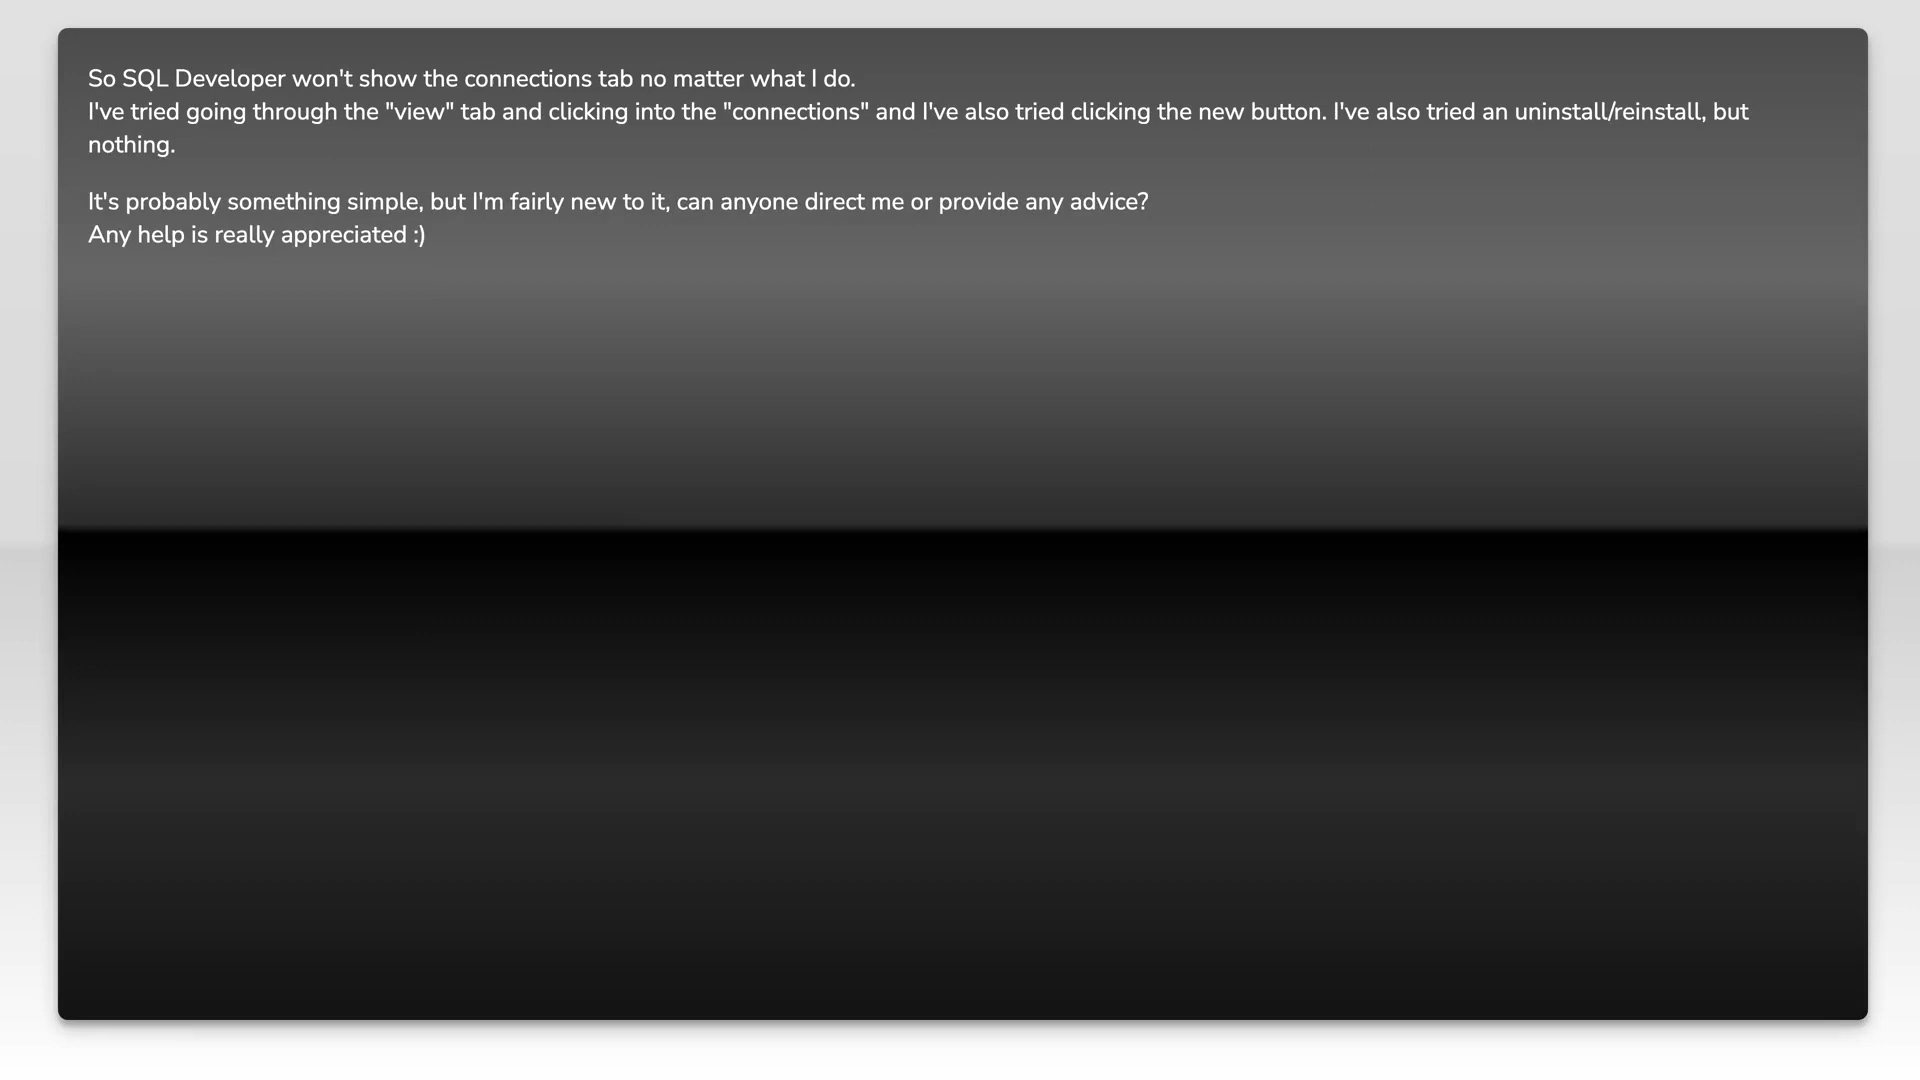 So SQL Developer won't show the connections tab no matter what I do.
I've tried going through the "view" tab and clicking into the "connections" and I've also tried clicking the new button. I've also tried an uninstall/reinstall, but
nothing.
It's probably something simple, but I'm fairly new to it, can anyone direct me or provide any advice?
Any help is really appreciated :)